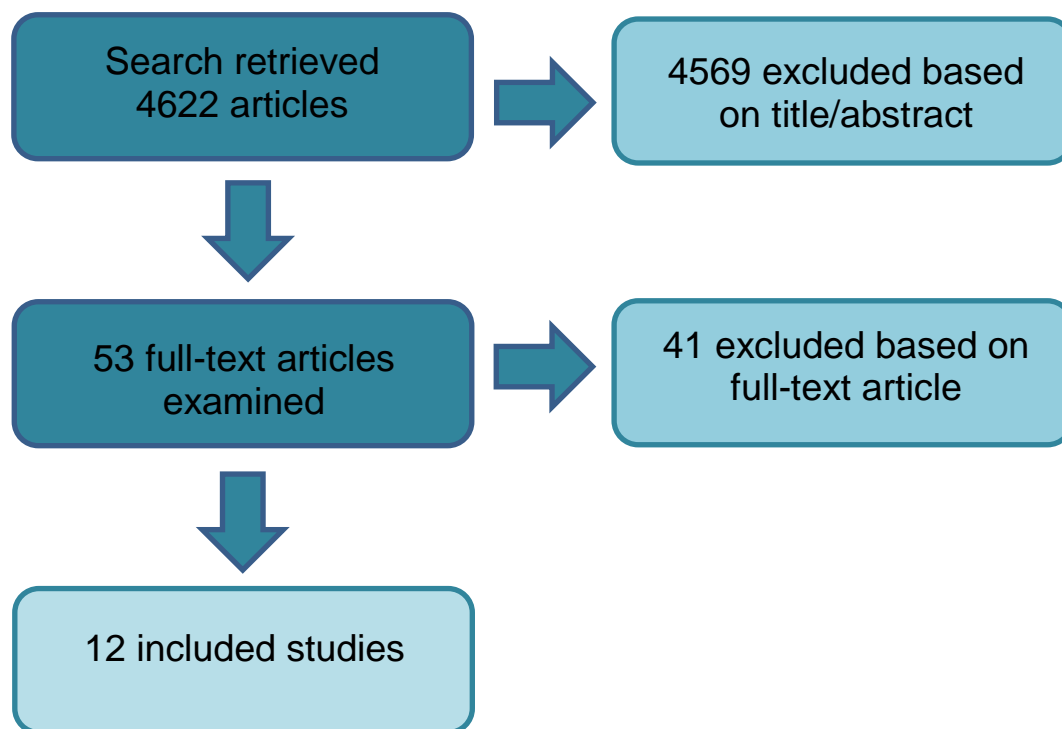 Search retrieved
4622 articles
4569 excluded based
on title/abstract
53 full-text articles
examined
41 excluded based on
full-text article
12 included studies